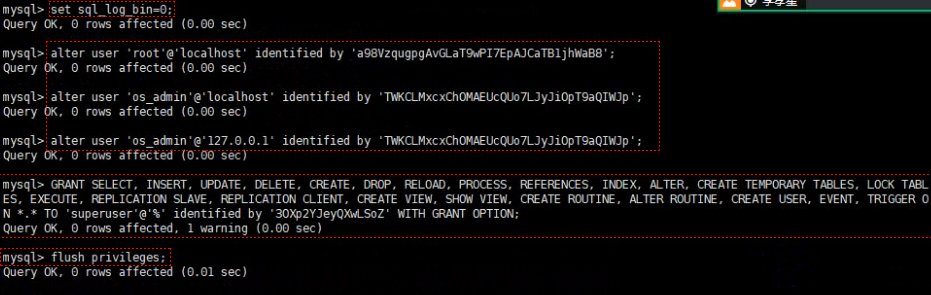 李孝星
mysql> set sql_log_bin=0;
Query OK, 0 rows affected (0.00 sec)
mysql> alter user 'root'@'localhost' identified by 'a98VzqugpgAvGLaT9wPI7EpAJCaTB1jhWaB8';
Query OK, 0 rows affected (0.00 sec)
mysql> alter user 'os_admin'@'localhost' identified by 'TWKCLMxcxChOMAEUcQUo7LJyJiOpT9aQIWJp';
Query OK, 0 rows affected (0.00 sec)
mysql> alter user 'os_admin'@'127.0.0.1' identified by 'TWKCLMxcxChOMAEUcQUo7LJyJiOpT9aQIWJp';
Query OK, 0 rows affected (0.00 sec)
mysql> GRANT SELECT, INSERT, UPDATE, DELETE, CREATE, DROP, RELOAD, PROCESS, REFERENCES, INDEX, ALTER, CREATE TEMPORARY TABLES, LOCK TABL
ES, EXECUTE, REPLICATION SLAVE, REPLICATION CLIENT, CREATE VIEW, SHOW VIEW, CREATE ROUTINE, ALTER ROUTINE, CREATE USER, EVENT, TRIGGER O
N *.* TO 'superuser'@'%' identified by '3OXp2YJeyQXwLSoZ' WITH GRANT OPTION;
Query OK, 0 rows affected, 1 warning (0.00 sec)
mysql> flush privileges;
Query OK, 0 rows affected (0.01 sec)